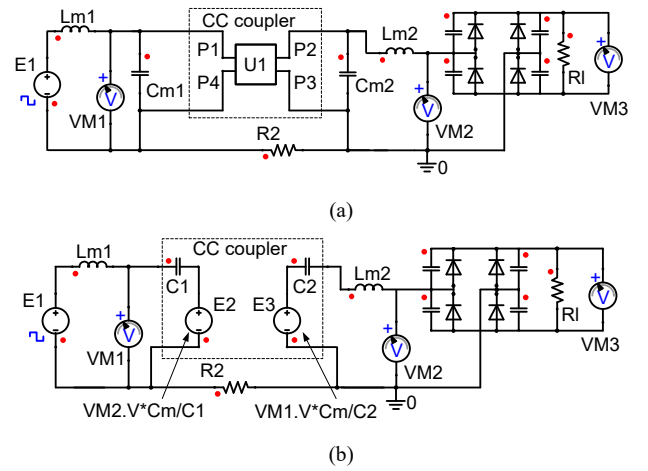 CC coupler
Lm1
P1
P2
Lm2
E1
U1
P4
P3
Cm1
Cm2
Rl
+
V
VM1
+
V
VM2
+
V
VM3
R2
0
(a)
CC coupler
Lm1
C1
C2
Lm2
E1
E2
E3
Rl
+
V
VM1
+
V
VM2
+
V
VM3
R2
0
VM2.V*Cm/C1
VM1.V*Cm/C2
(b)